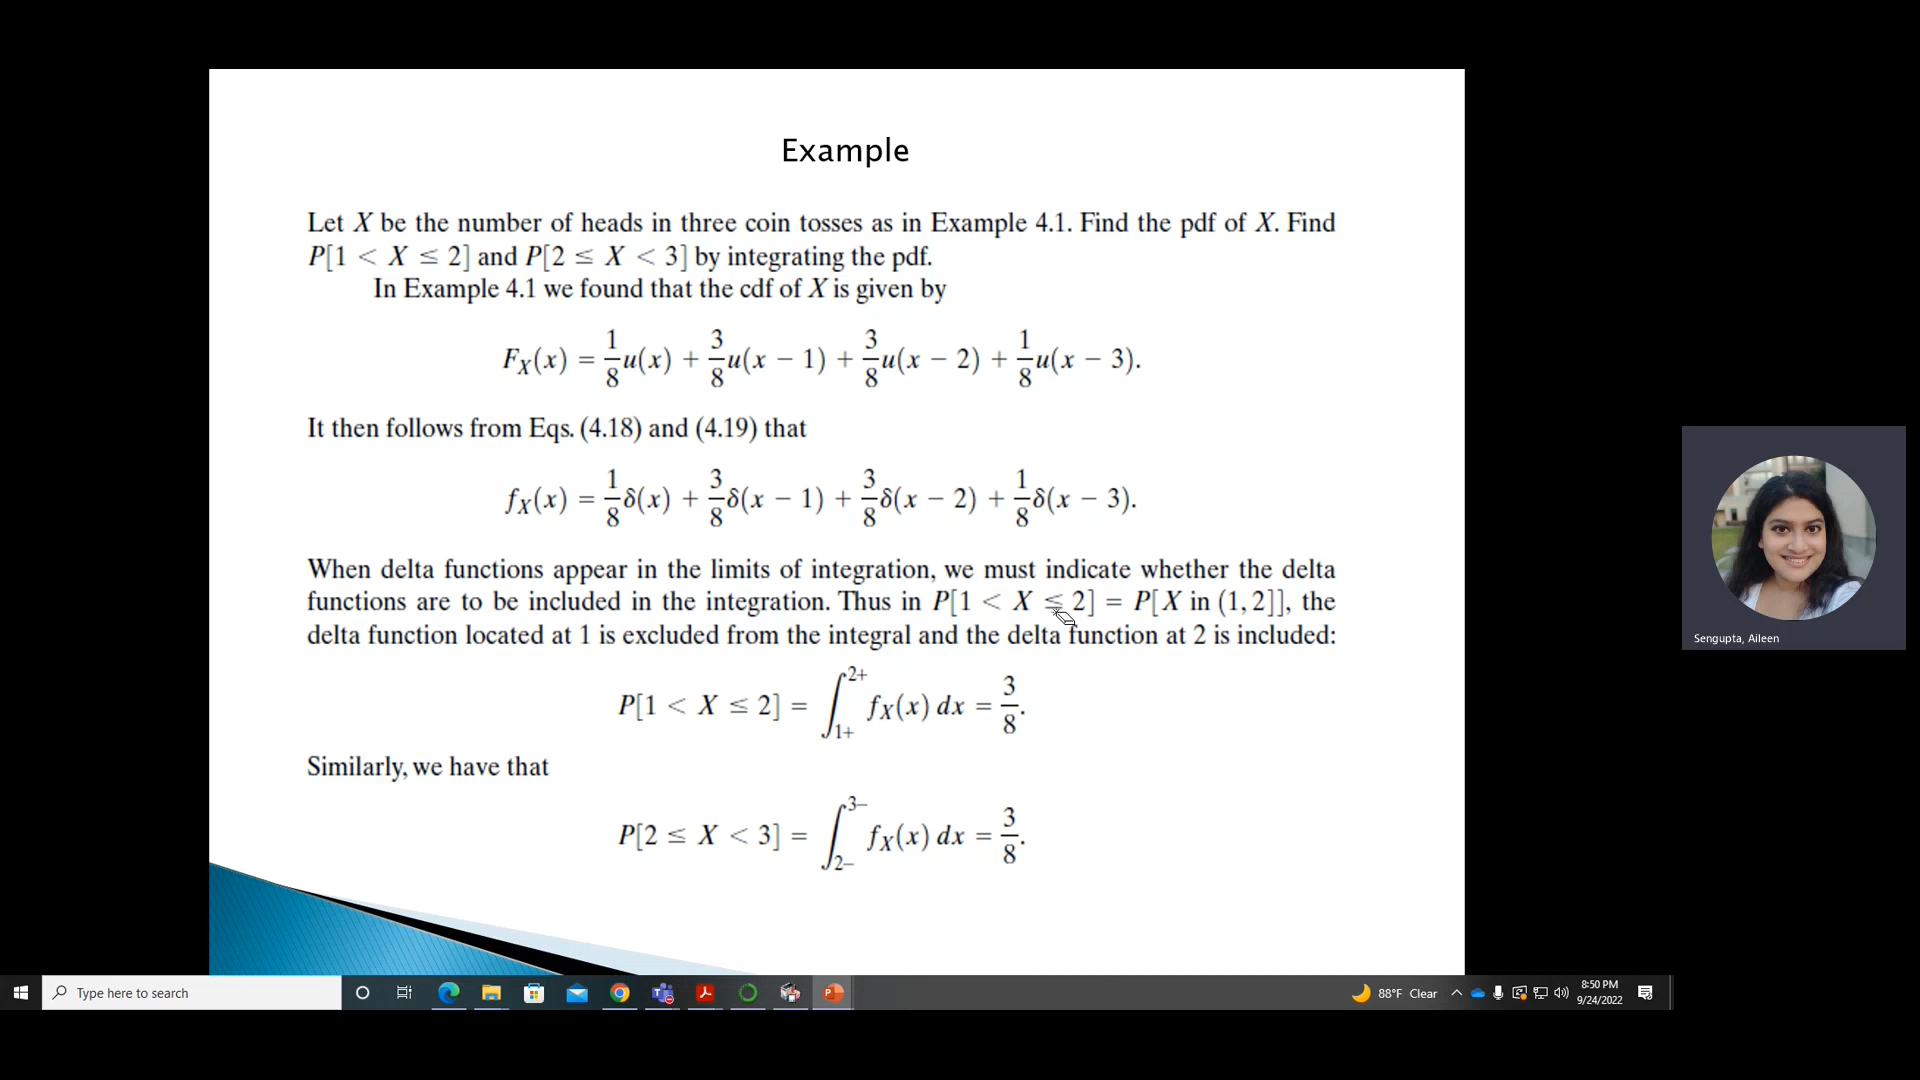 Example
Let X be the number of heads in three coin tosses as in Example 4.1. Find the pdf of X. Find
P[1 < X ≤ 2] and P[2 ≤ X < 3] by integrating the pdf.
In Example 4.1 we found that the cdf of X is given by
F_X(x) = 1/8 u(x) + 3/8 u(x − 1) + 3/8 u(x − 2) + 1/8 u(x − 3).
It then follows from Eqs. (4.18) and (4.19) that
f_X(x) = 1/8 δ(x) + 3/8 δ(x − 1) + 3/8 δ(x − 2) + 1/8 δ(x − 3).
When delta functions appear in the limits of integration, we must indicate whether the delta
functions are to be included in the integration. Thus in P[1 < X ≤ 2] = P[X in (1, 2]], the
delta function located at 1 is excluded from the integral and the delta function at 2 is included:
P[1 < X ≤ 2] = ∫_{1+}^{2+} f_X(x) dx = 3/8.
Similarly, we have that
P[2 ≤ X < 3] = ∫_{2−}^{3−} f_X(x) dx = 3/8.
Sengupta, Aileen
Type here to search
88°F Clear
8:50 PM
9/24/2022